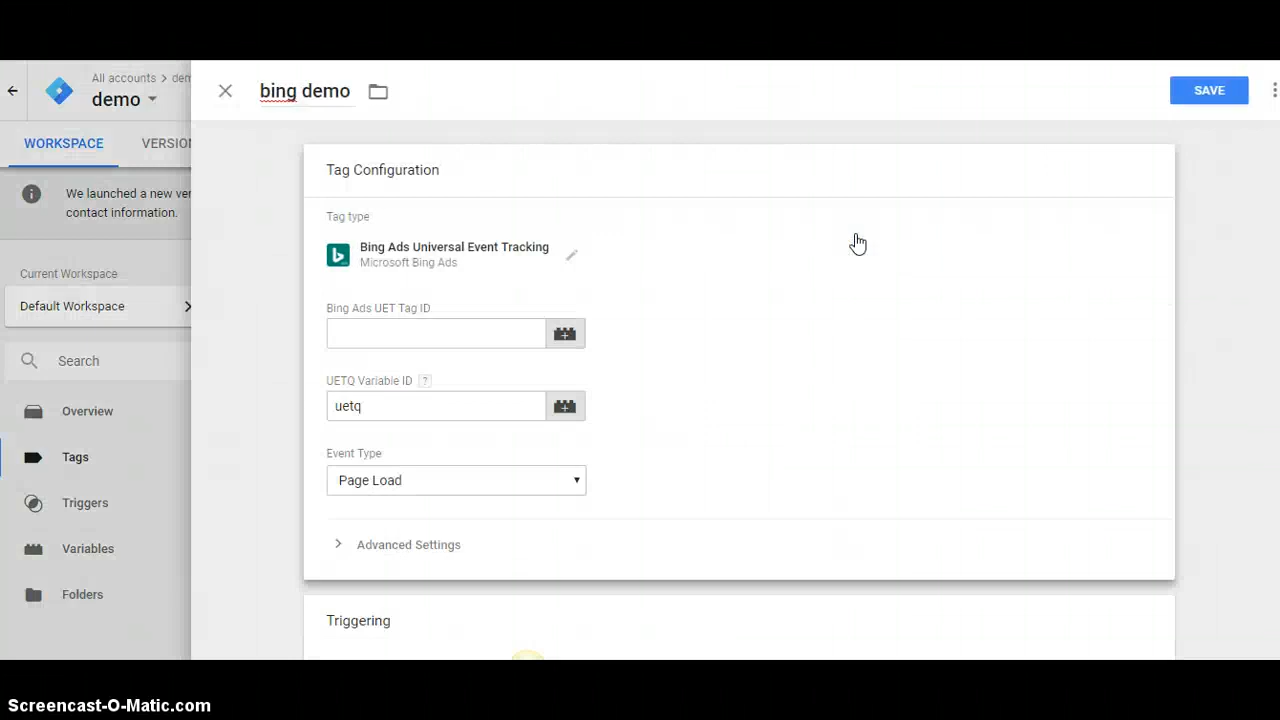 All accounts > dem
demo
bing demo
SAVE
WORKSPACE
VERSION
We launched a new ver
contact information.
Current Workspace
Default Workspace
Search
Overview
Tags
Triggers
Variables
Folders
Tag Configuration
Tag type
Bing Ads Universal Event Tracking
Microsoft Bing Ads
Bing Ads UET Tag ID
UETQ Variable ID ?
uetq
Event Type
Page Load
Advanced Settings
Triggering
Screencast-O-Matic.com